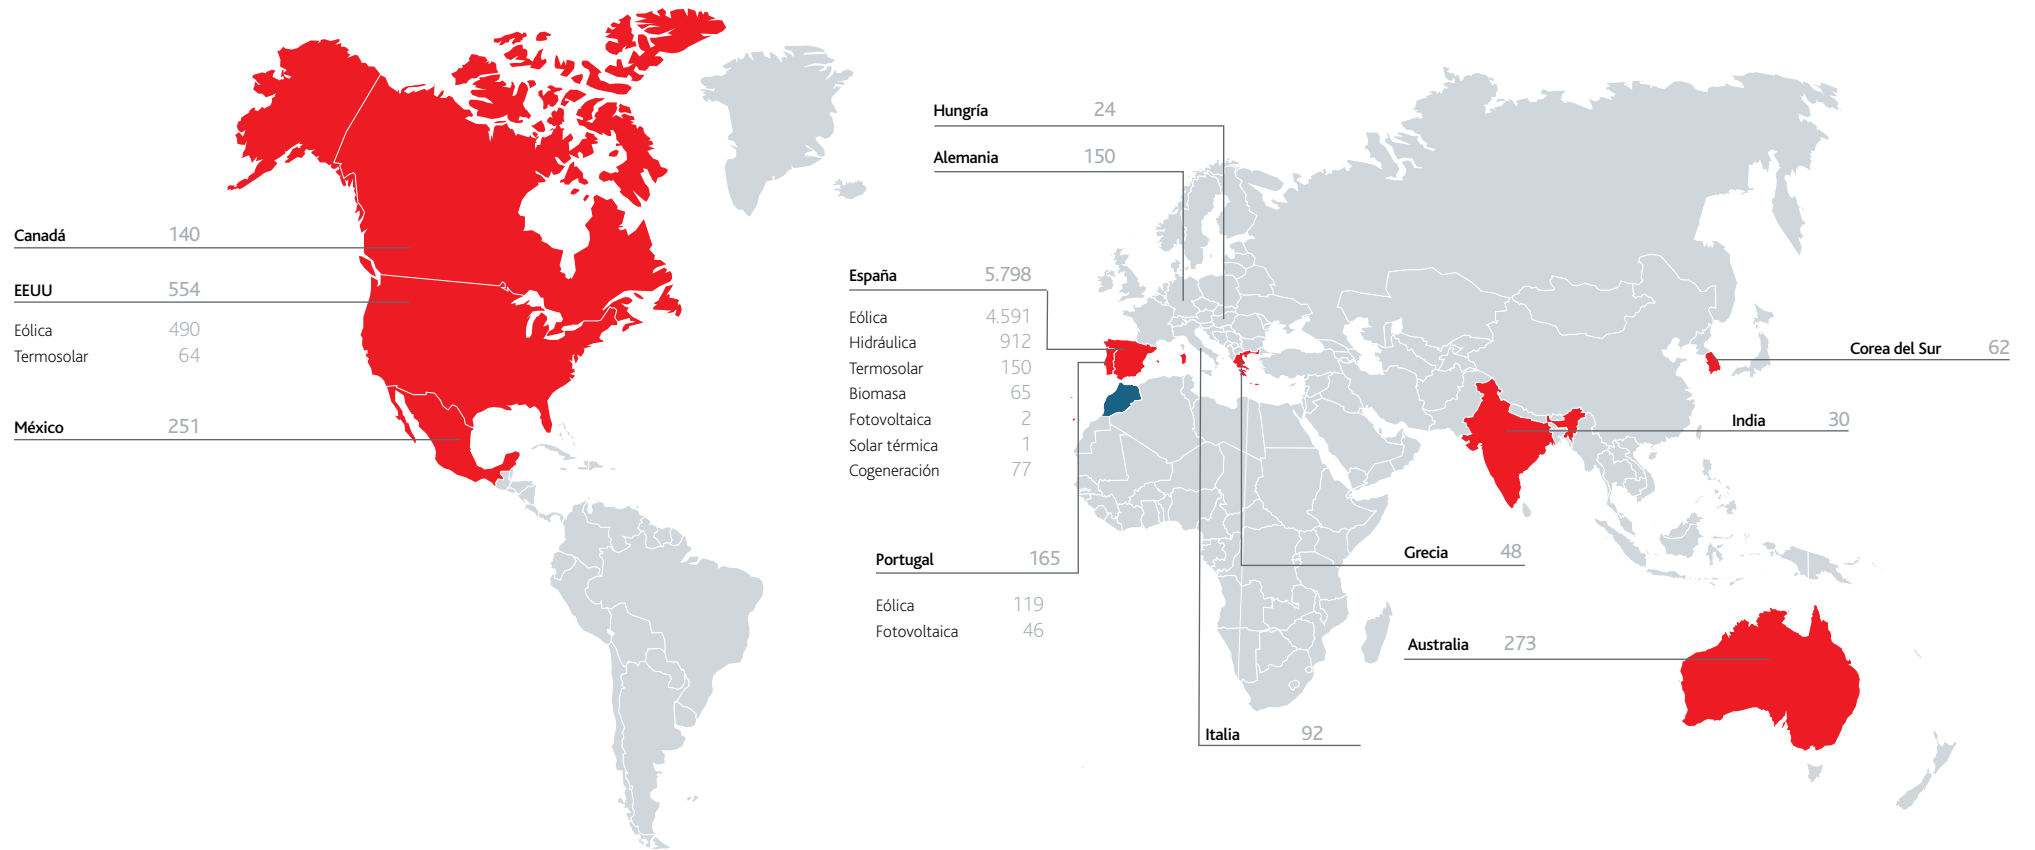 Canadá 140
EEUU 554
Eólica 490
Termosolar 64
México 251
Hungría 24
Alemania 150
España 5.798
Eólica 4.591
Hidráulica 912
Termosolar 150
Biomasa 65
Fotovoltaica 2
Solar térmica 1
Cogeneración 77
Portugal 165
Eólica 119
Fotovoltaica 46
Corea del Sur 62
India 30
Grecia 48
Australia 273
Italia 92